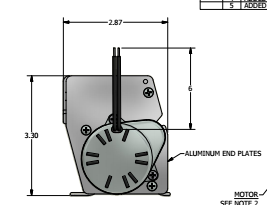 5 ADDED
2.87
6
3.30
ALUMINUM END PLATES
MOTOR
SEE NOTE 2